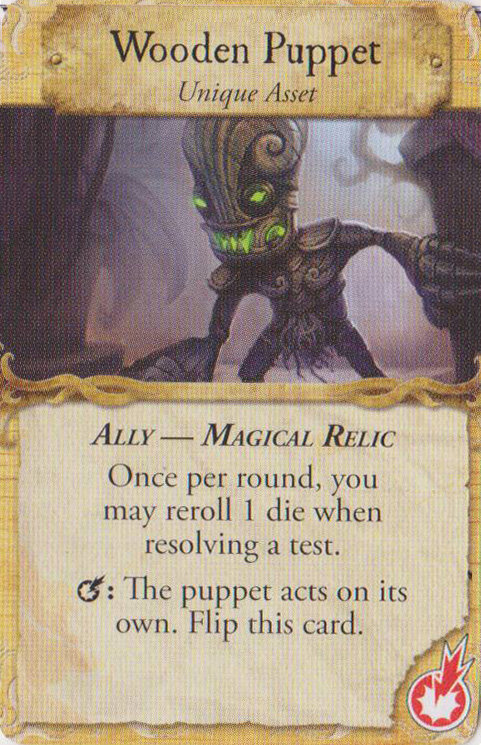 Wooden Puppet
Unique Asset
Ally — Magical Relic
Once per round, you
may reroll 1 die when
resolving a test.
: The puppet acts on its
own. Flip this card.